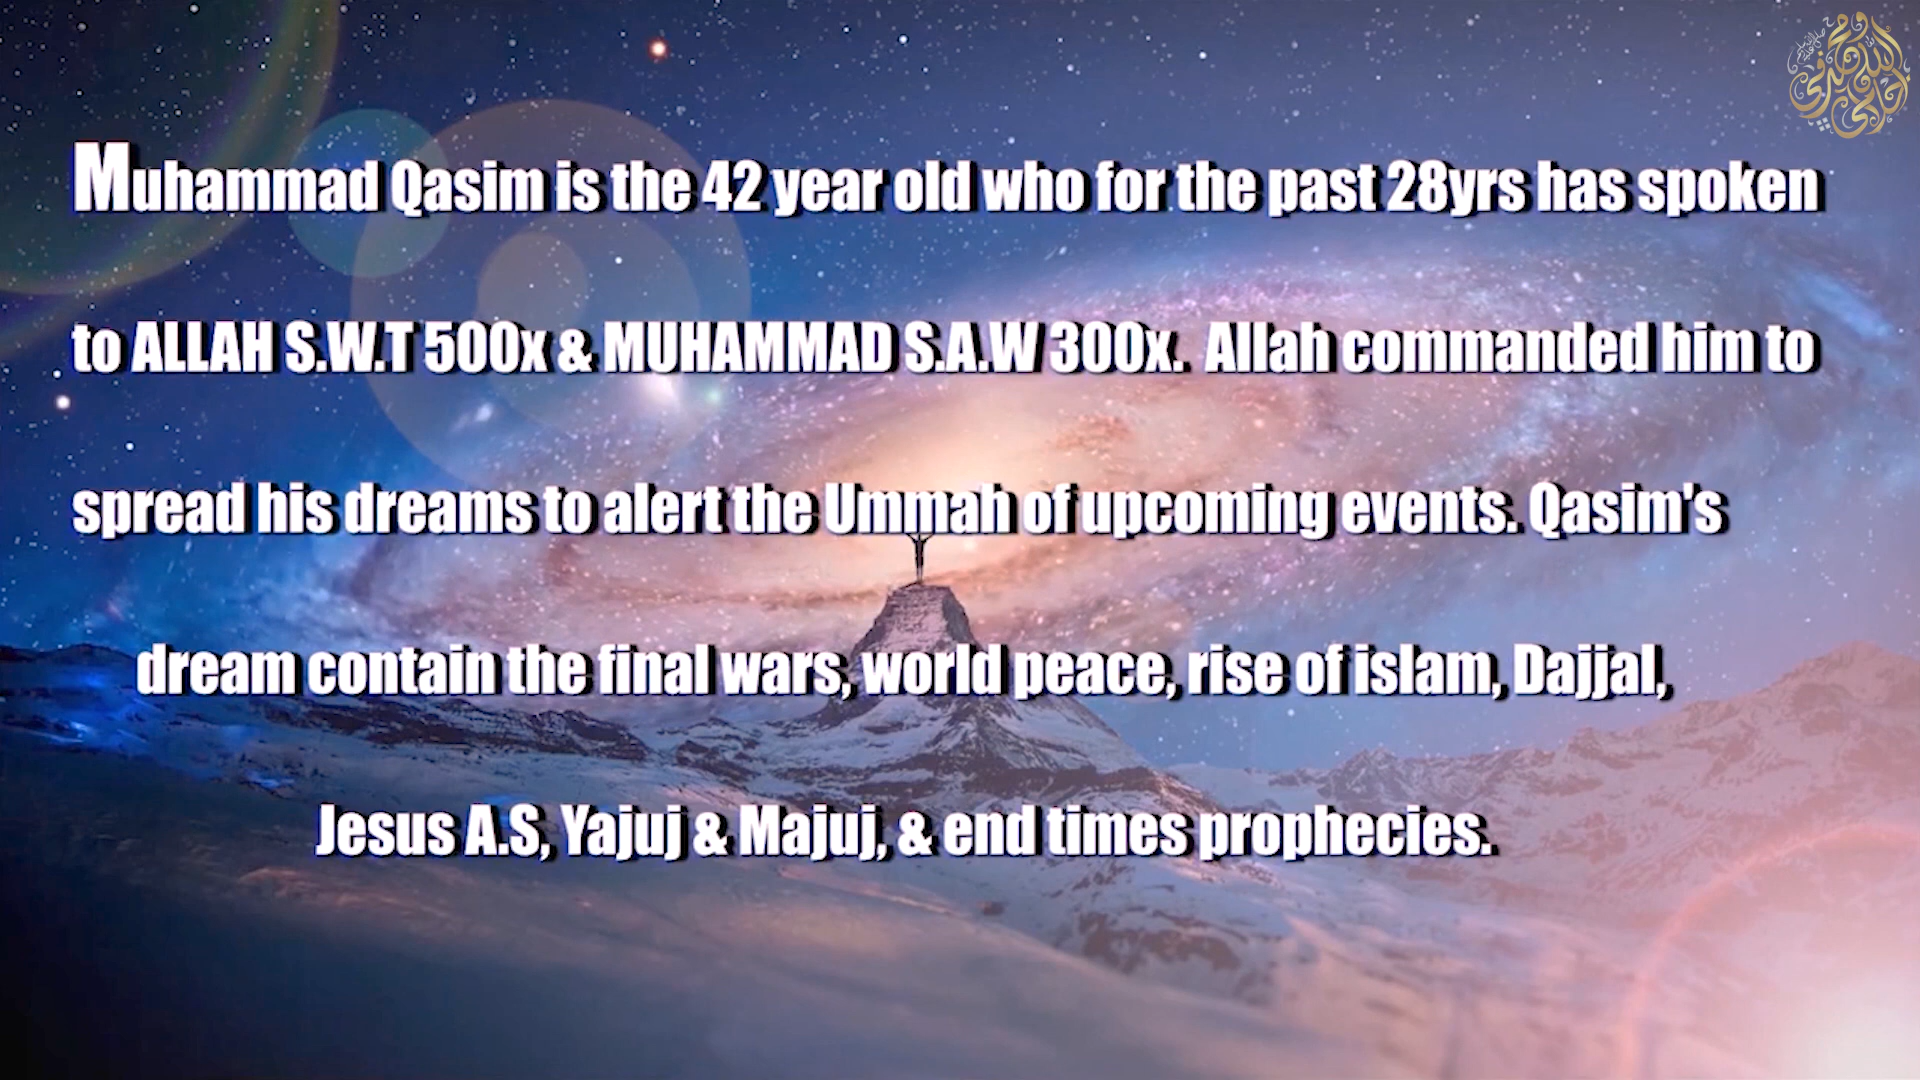 Muhammad Qasim is the 42 year old who for the past 28yrs has spoken
to ALLAH S.W.T 500x & MUHAMMAD S.A.W 300x. Allah commanded him to
spread his dreams to alert the Ummah of upcoming events. Qasim's
dream contain the final wars, world peace, rise of islam, Dajjal,
Jesus A.S, Yajuj & Majuj, & end times prophecies.